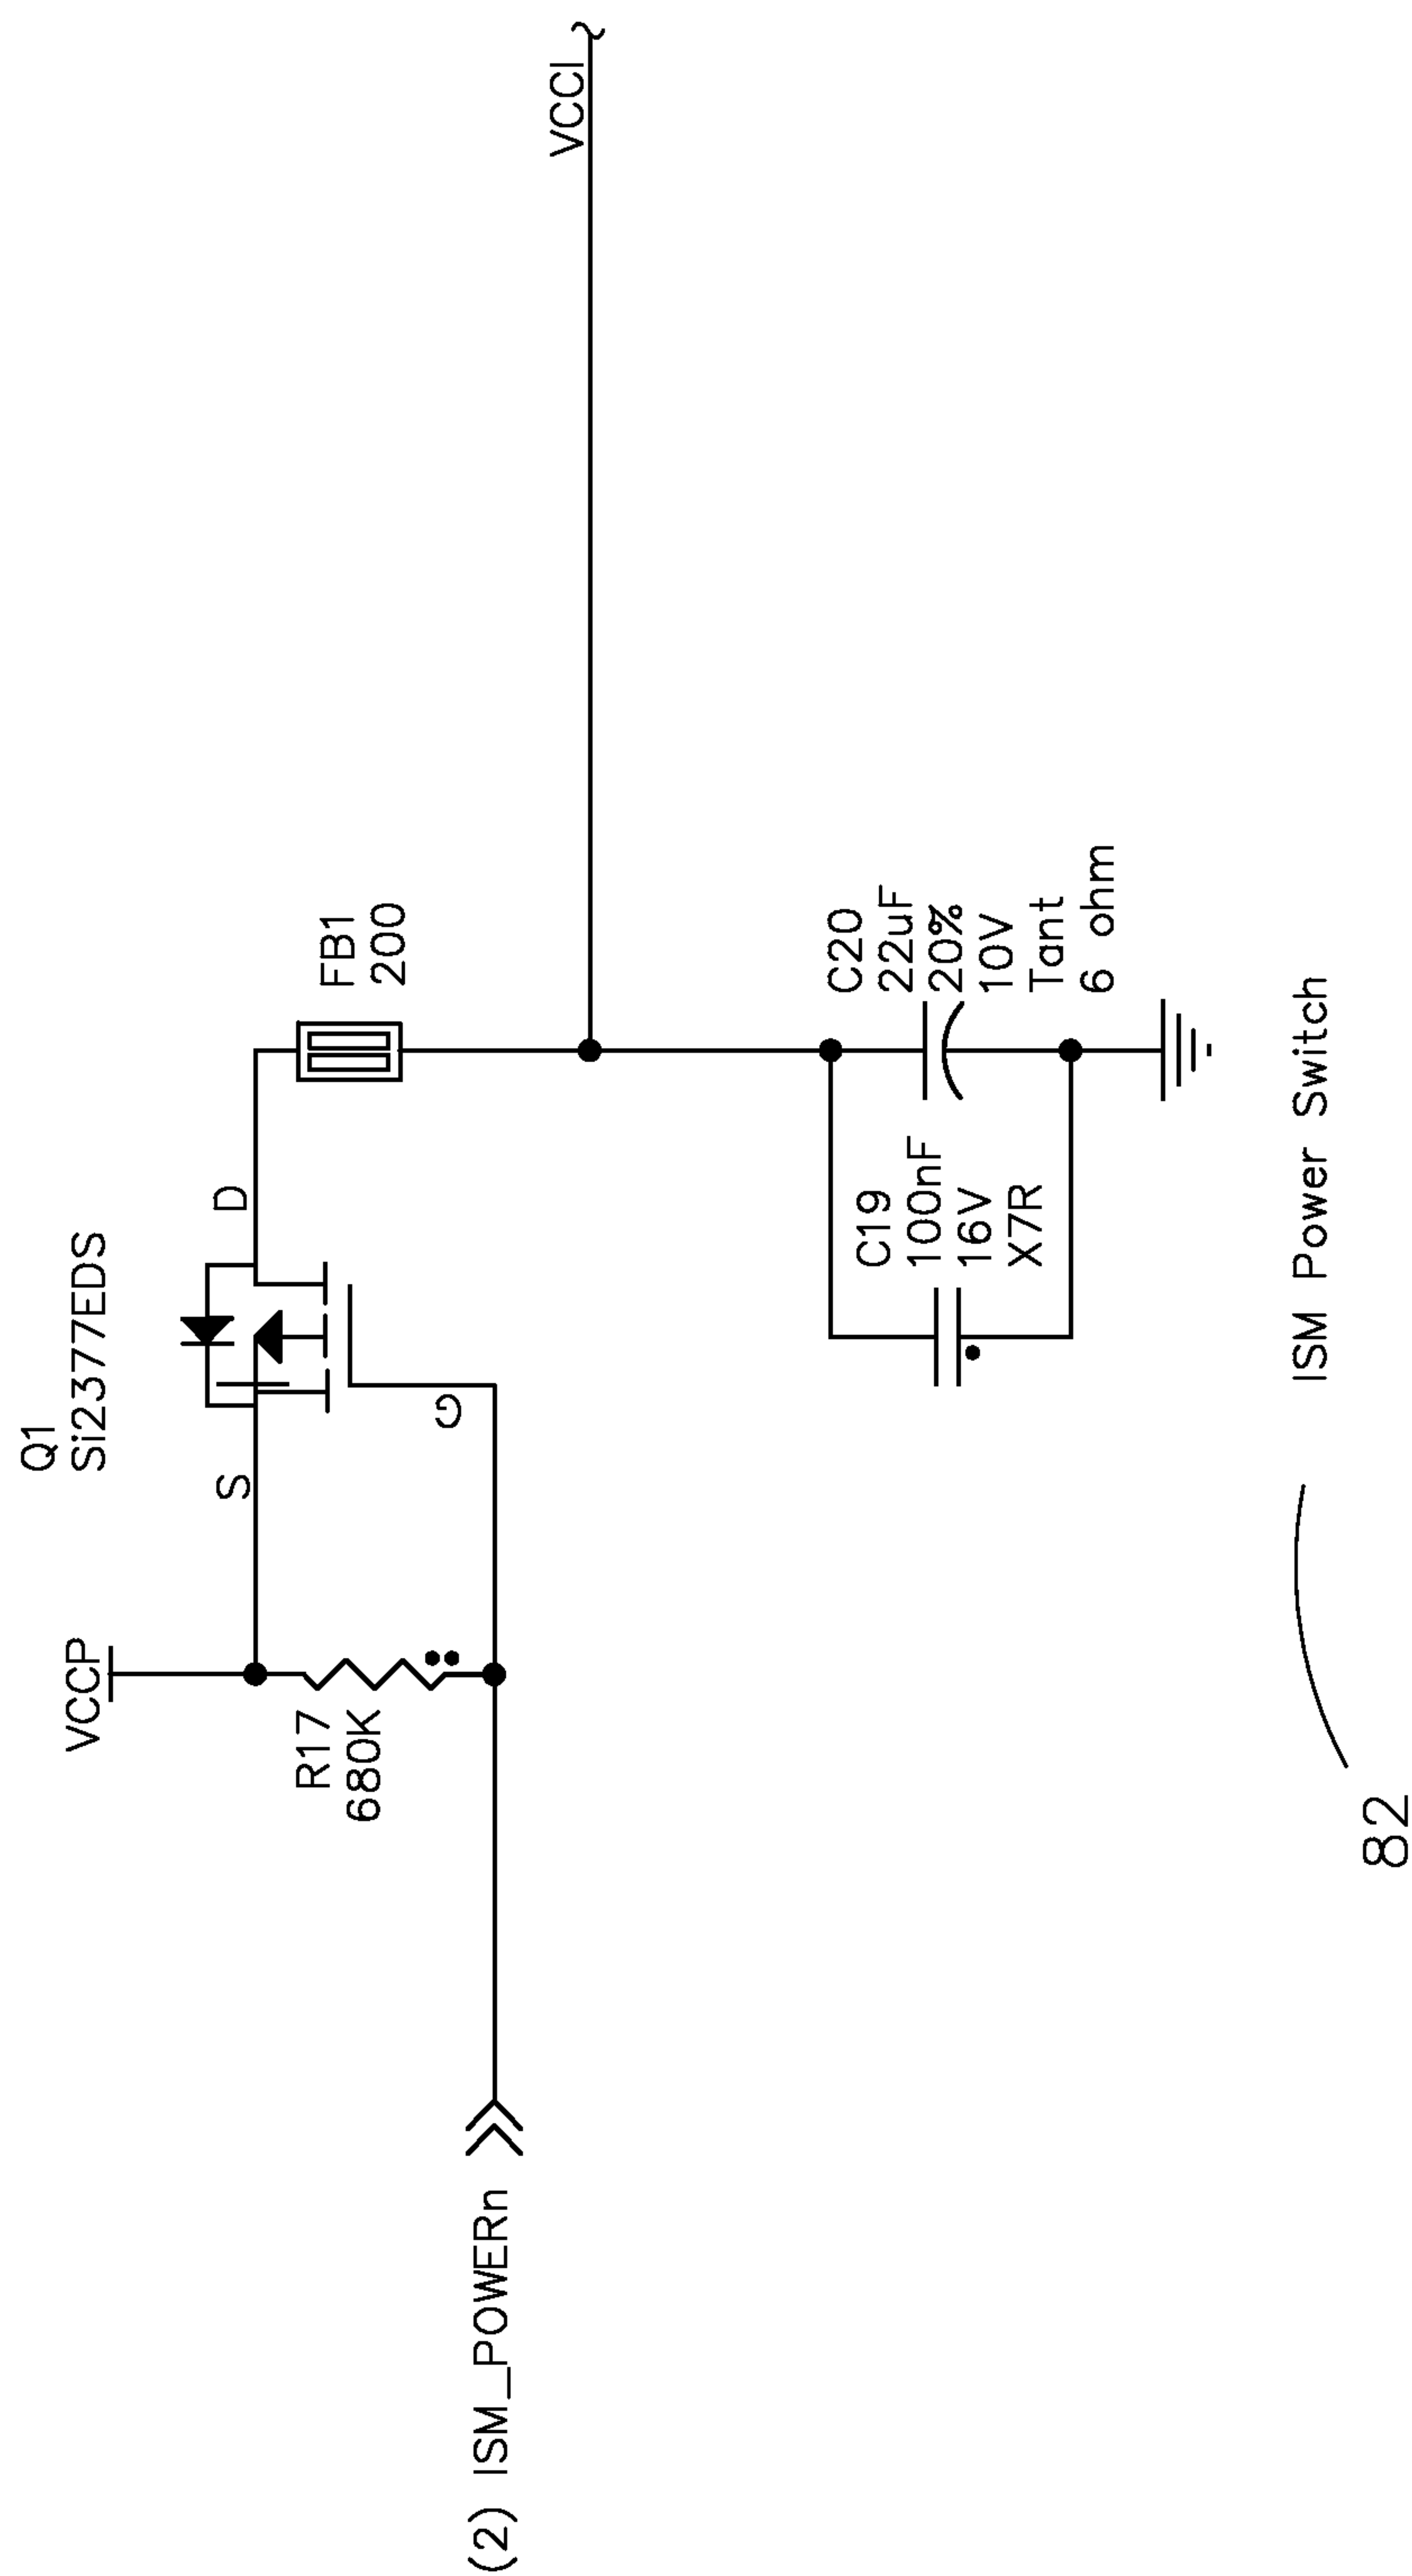 Q1
Si2377EDS
VCCP
S
D
G
R17
680K
FB1
200
VCCI
(2) ISM_POWERn
C19
100nF
16V
X7R
C20
22uF
20%
10V
Tant
6 ohm
ISM Power Switch
82